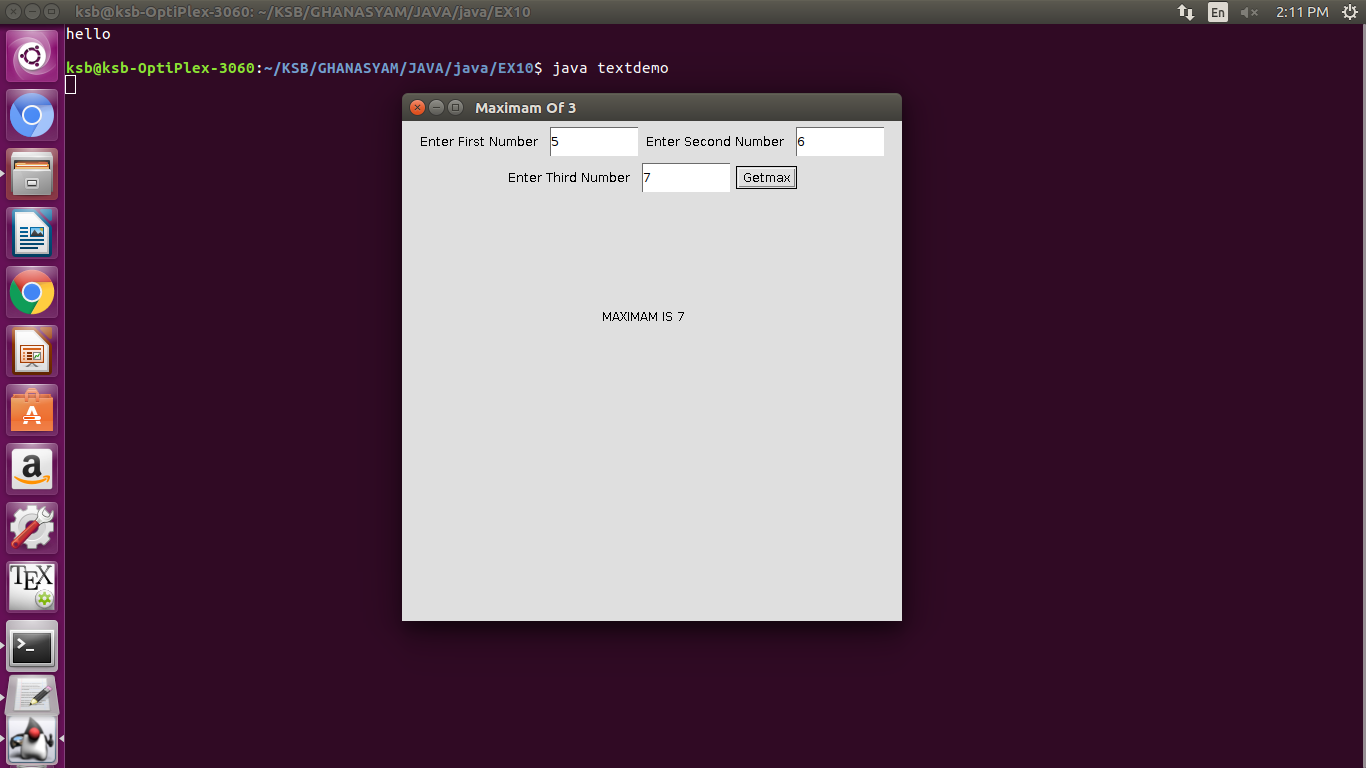 ksb@ksb-OptiPlex-3060: ~/KSB/GHANASYAM/JAVA/java/EX10
En
2:11 PM
hello
ksb@ksb-OptiPlex-3060:~/KSB/GHANASYAM/JAVA/java/EX10$ java textdemo
Maximam Of 3
Enter First Number 5 Enter Second Number 6
Enter Third Number 7 Getmax
MAXIMAM IS 7
A
a
TEX
>_